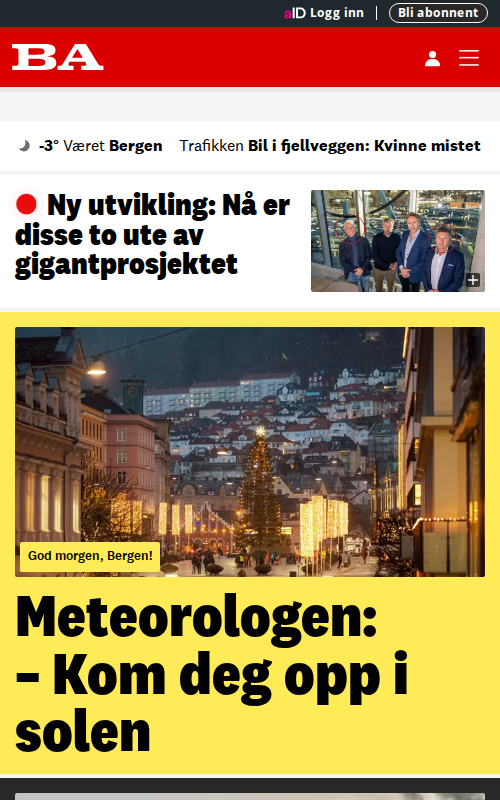 aID Logg inn
Bli abonnent
BA
-3° Været Bergen
Trafikken Bil i fjellveggen: Kvinne mistet
Ny utvikling: Nå er
disse to ute av
gigantprosjektet
God morgen, Bergen!
Meteorologen:
– Kom deg opp i
solen